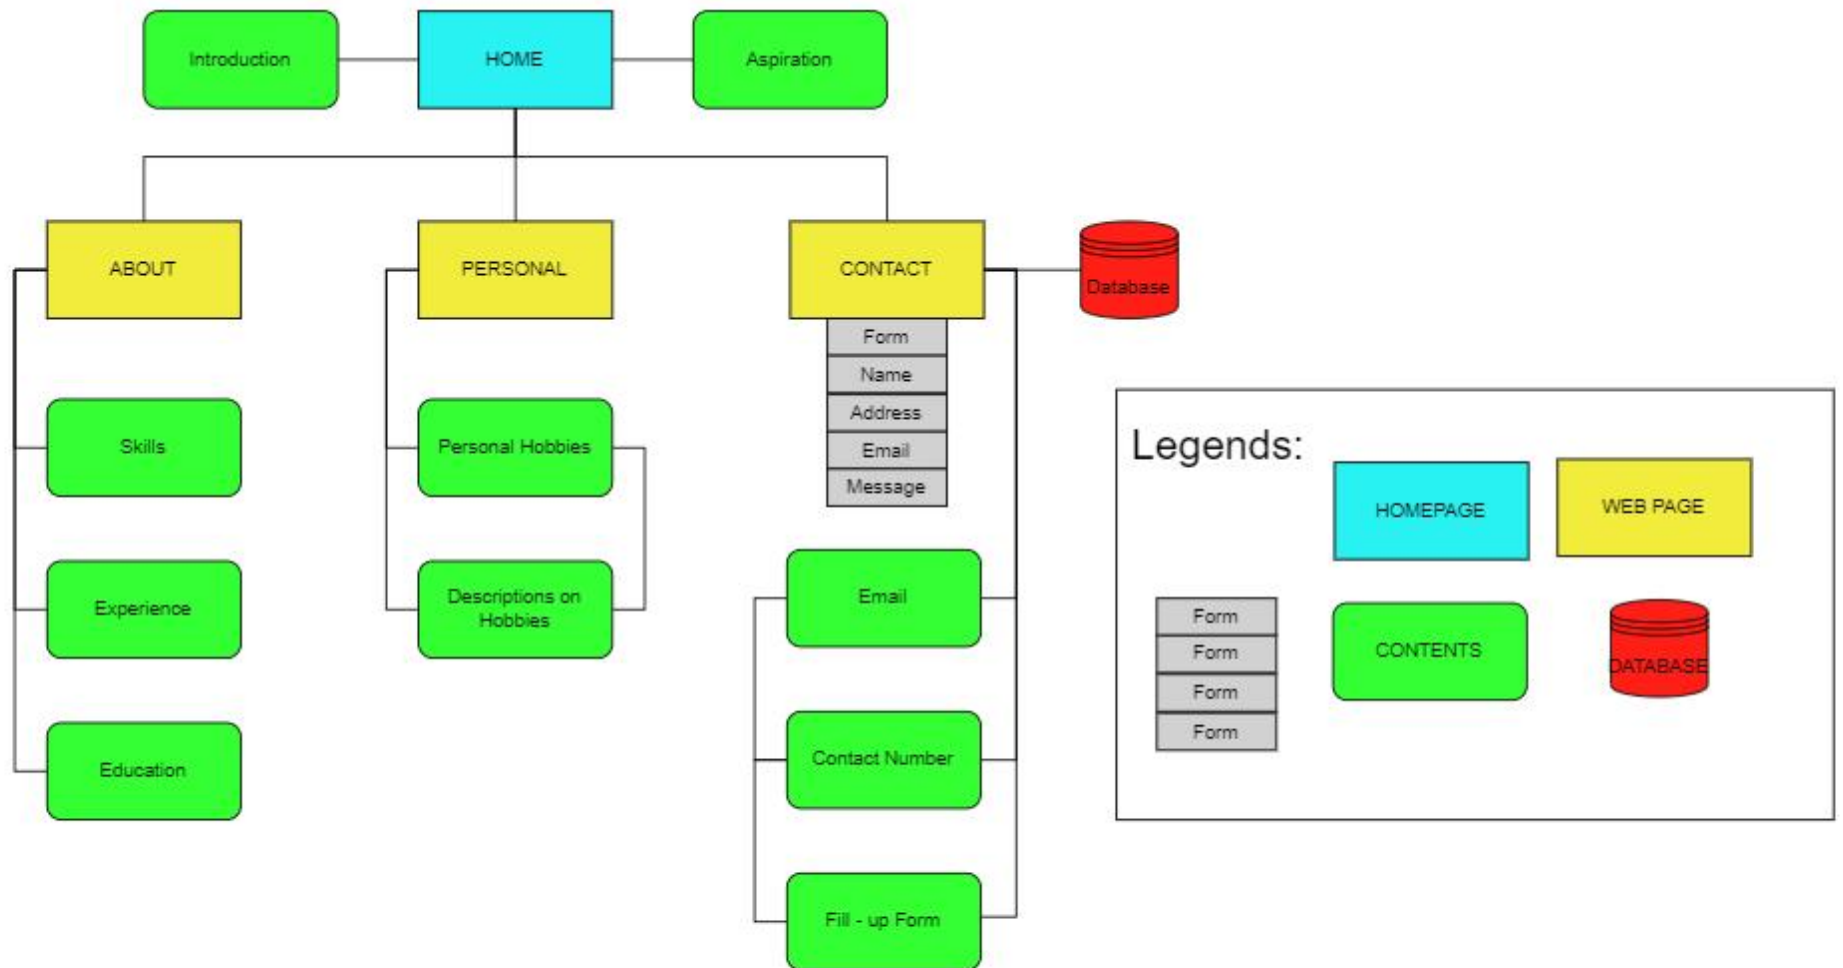 Introduction
HOME
Aspiration
ABOUT
PERSONAL
CONTACT
Database
Form
Name
Address
Email
Message
Skills
Personal Hobbies
Experience
Descriptions on
Hobbies
Email
Education
Contact Number
Fill - up Form
Legends:
HOMEPAGE
WEB PAGE
Form
Form
Form
Form
CONTENTS
DATABASE